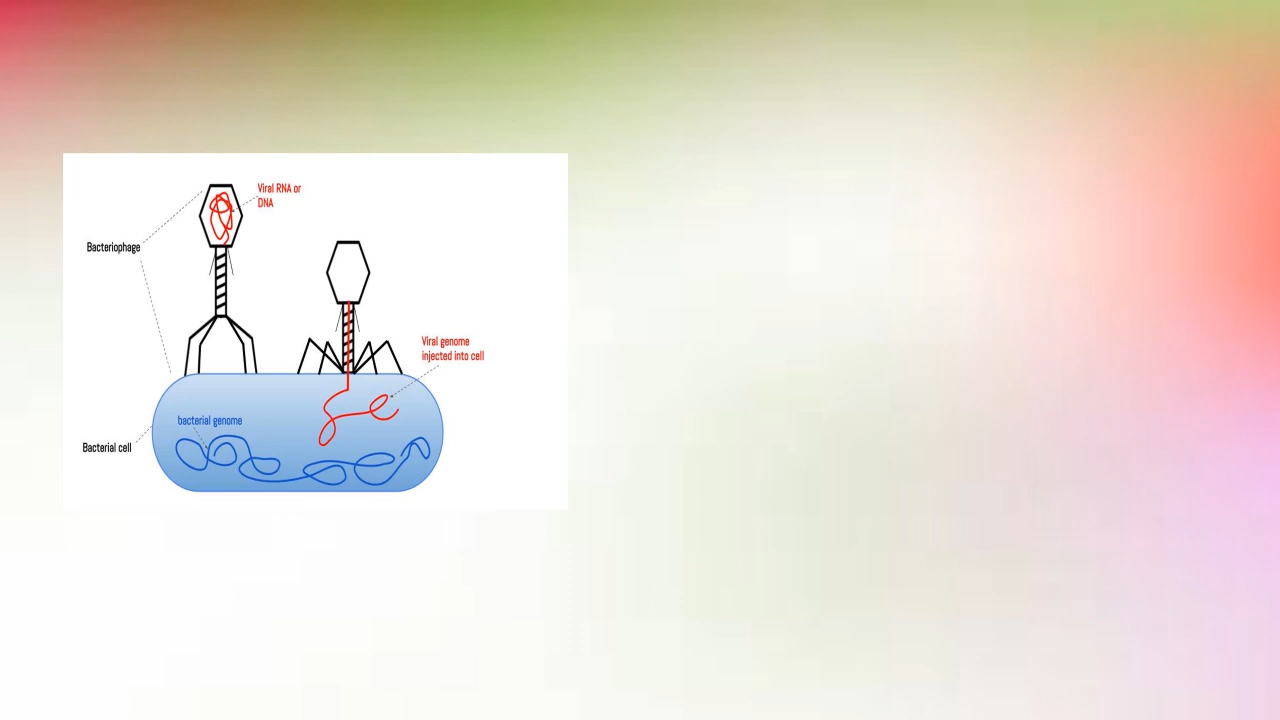 Viral RNA or
DNA
Bacteriophage
Viral genome
injected into cell
bacterial genome
Bacterial cell